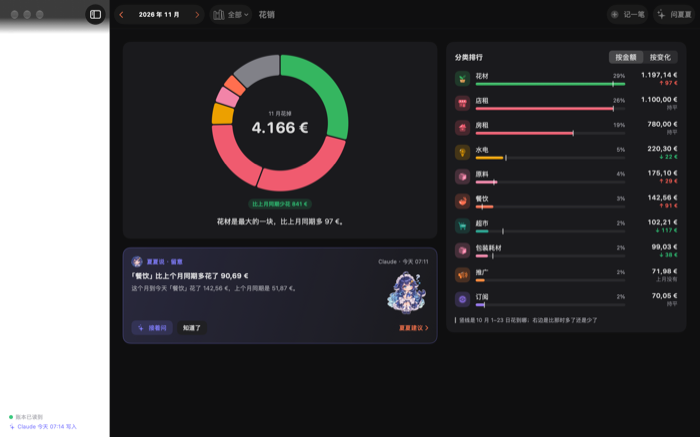 2026 年 11 月
全部
花销
记一笔
问夏夏
11 月花掉
4.166 €
比上月同期少花 841 €
花材是最大的一块，比上月同期多 97 €。
夏夏说 · 留意
Claude · 今天 07:11
「餐饮」比上个月同期多花了 90,69 €
这个月到今天「餐饮」花了 142,56 €，上个月同期是 51,87 €。
接着问
知道了
夏夏建议
分类排行
按金额
按变化
花材
29%
1.197,14 €
↑ 97 €
店租
26%
1.100,00 €
持平
房租
19%
780,00 €
持平
水电
5%
220,30 €
↓ 22 €
原料
4%
175,10 €
↑ 29 €
餐饮
3%
142,56 €
↑ 91 €
超市
2%
102,21 €
↓ 117 €
包装耗材
2%
99,03 €
↓ 38 €
推广
2%
71,98 €
上月没有
订阅
2%
70,05 €
持平
竖线是 10 月 1–23 日花到哪；右边是比那时多了还是少了
账本已读到
Claude 今天 07:14 写入